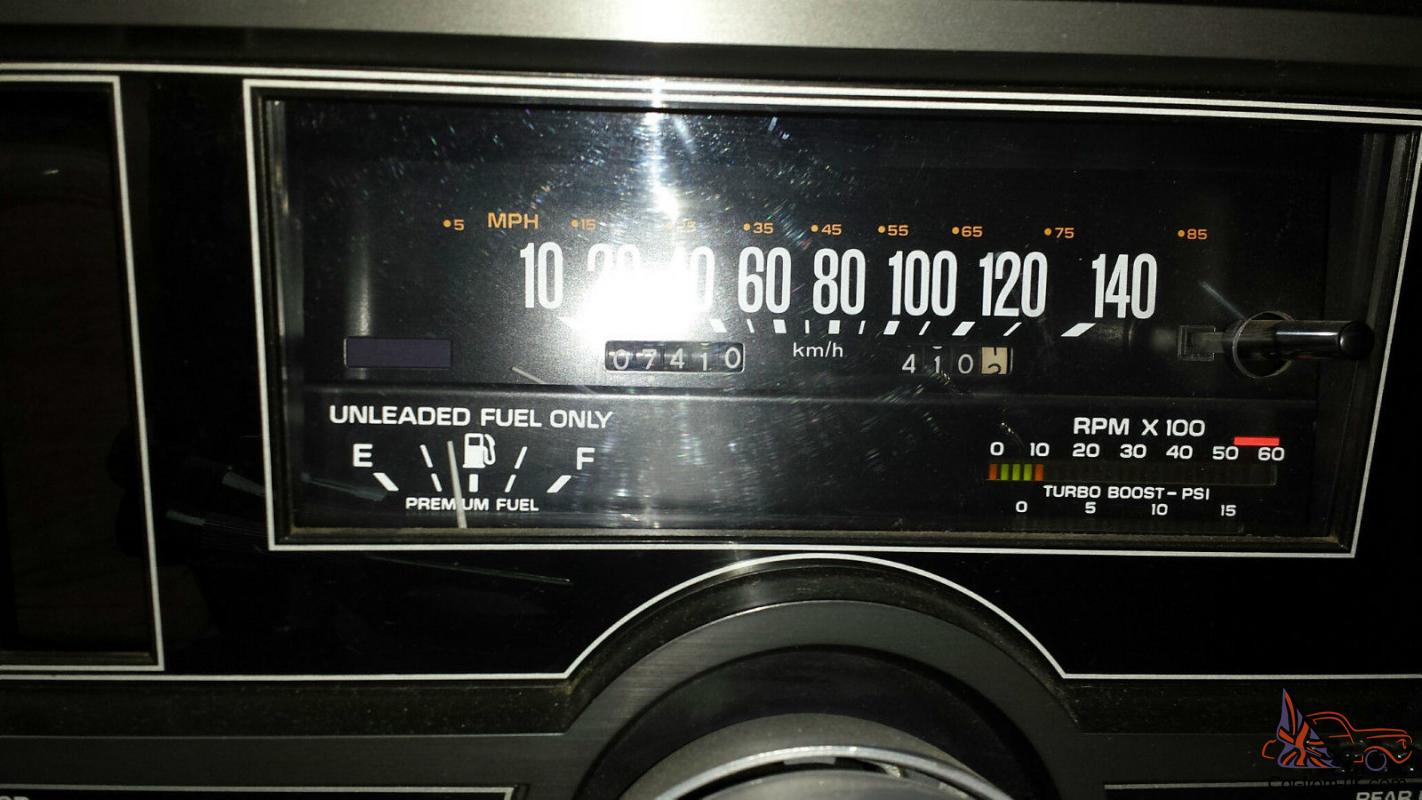 5 MPH 15 35 45 55 65 75 85
10 60 80 100 120 140
07410 km/h 410
UNLEADED FUEL ONLY
E F
PREMIUM FUEL
RPM X 100
0 10 20 30 40 50 60
TURBO BOOST-PSI
0 5 10 15
REAR